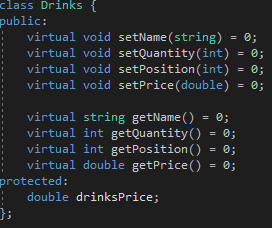 class Drinks {
public:
    virtual void setName(string) = 0;
    virtual void setQuantity(int) = 0;
    virtual void setPosition(int) = 0;
    virtual void setPrice(double) = 0;

    virtual string getName() = 0;
    virtual int getQuantity() = 0;
    virtual int getPosition() = 0;
    virtual double getPrice() = 0;
protected:
    double drinksPrice;
};